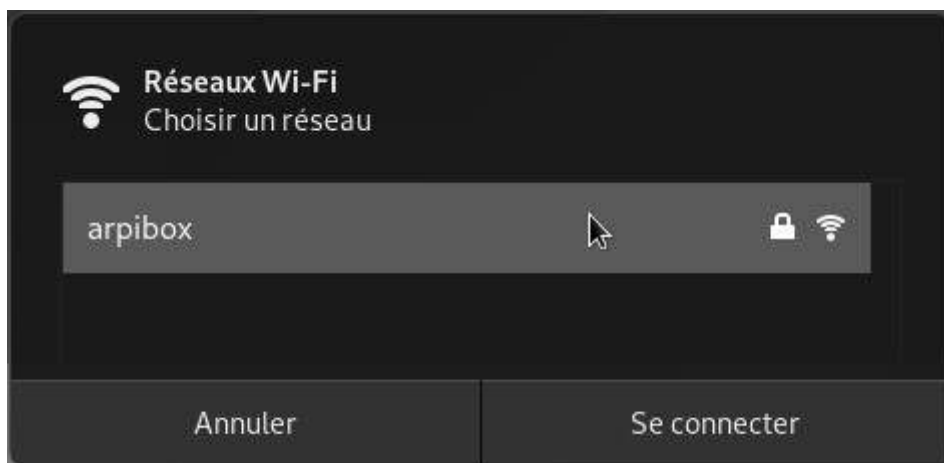 Réseaux Wi-Fi
Choisir un réseau
arpibox
Annuler
Se connecter